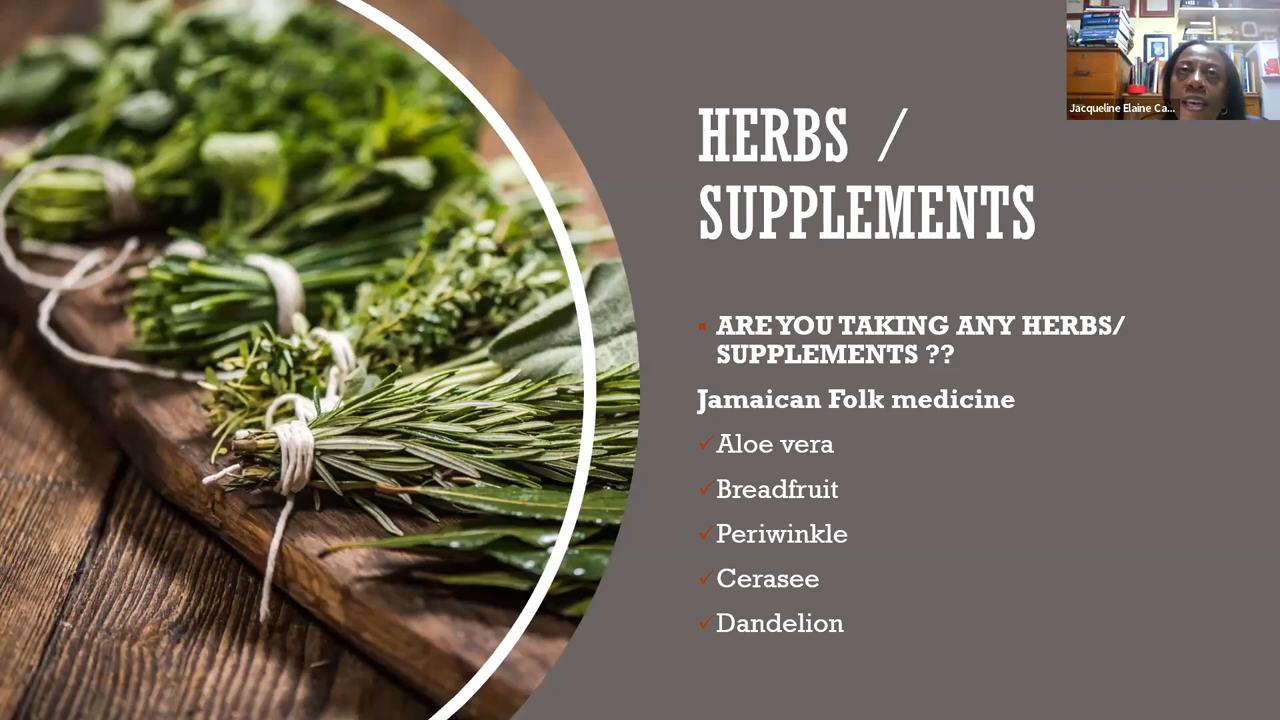 HERBS /
SUPPLEMENTS
ARE YOU TAKING ANY HERBS/
SUPPLEMENTS ??
Jamaican Folk medicine
Aloe vera
Breadfruit
Periwinkle
Cerasee
Dandelion
Jacqueline Elaine Ca...